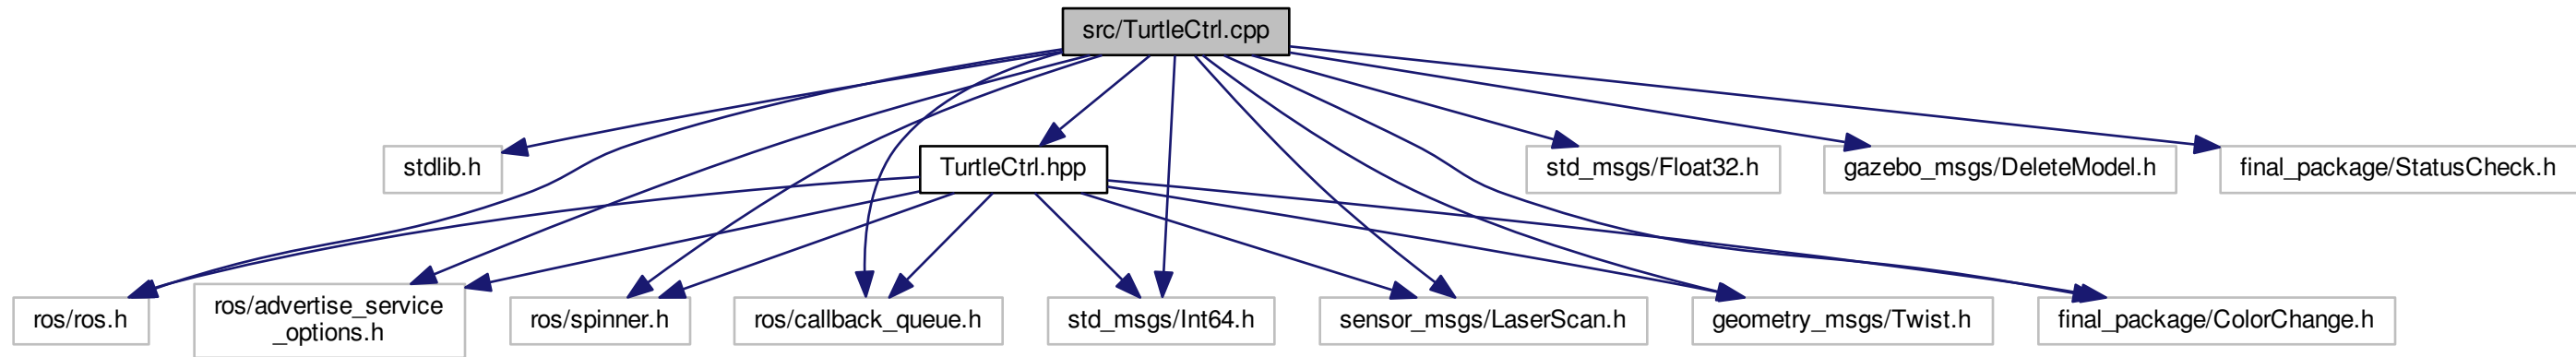 src/TurtleCtrl.cpp
stdlib.h
TurtleCtrl.hpp
std_msgs/Float32.h
gazebo_msgs/DeleteModel.h
final_package/StatusCheck.h
ros/ros.h
ros/advertise_service
_options.h
ros/spinner.h
ros/callback_queue.h
std_msgs/Int64.h
sensor_msgs/LaserScan.h
geometry_msgs/Twist.h
final_package/ColorChange.h